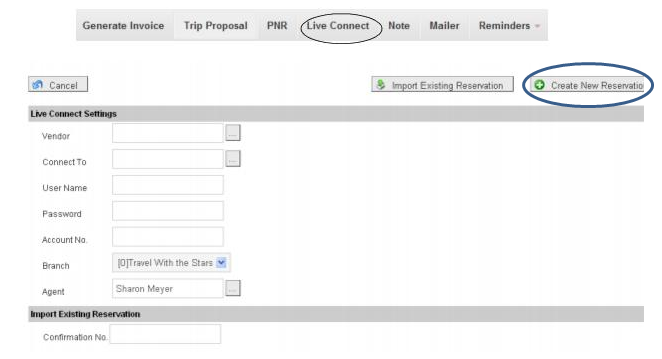 Generate Invoice Trip Proposal PNR Live Connect Note Mailer Reminders
Cancel Import Existing Reservation Create New Reservatio
Live Connect Settings
Vendor ...
Connect To ...
User Name
Password
Account No.
Branch [0]Travel With the Stars
Agent Sharon Meyer ...
Import Existing Reservation
Confirmation No.